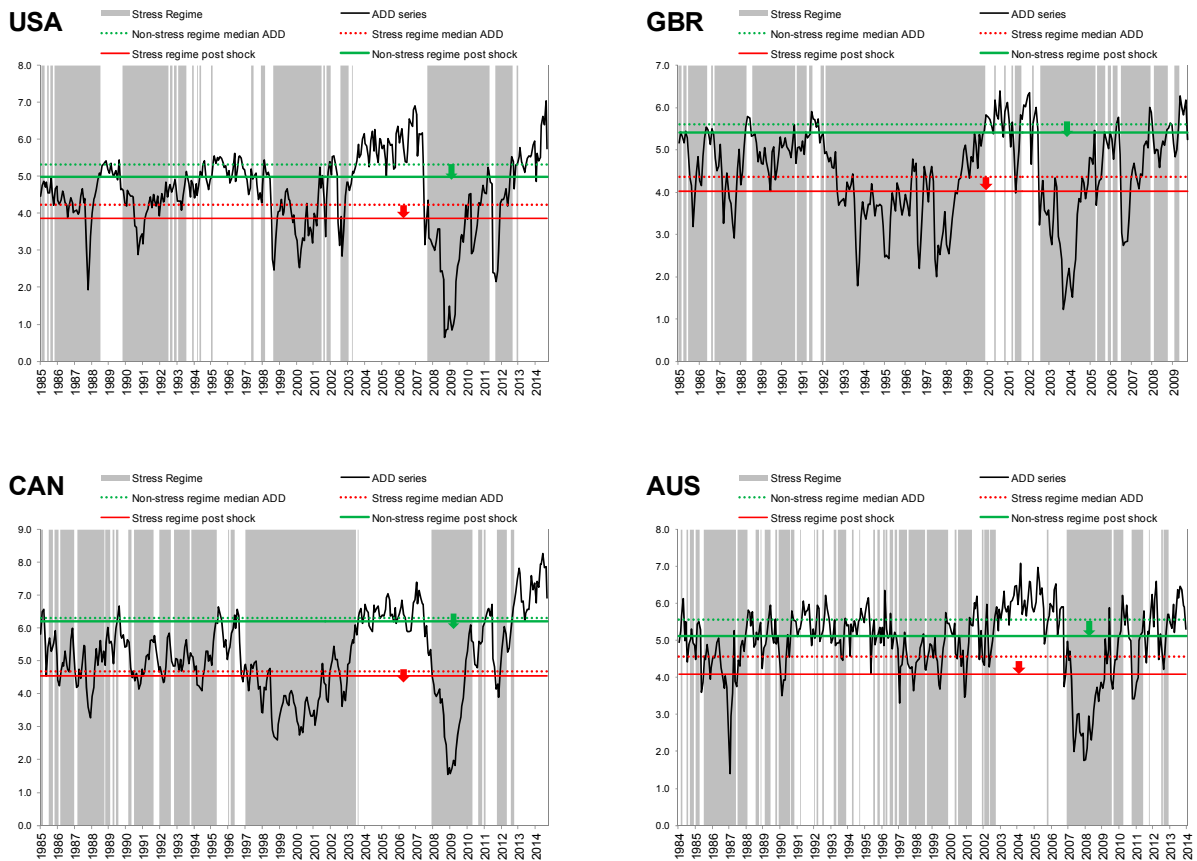 USA
Stress Regime
ADD series
Non-stress regime median ADD
Stress regime median ADD
Stress regime post shock
Non-stress regime post shock
8.0
7.0
6.0
5.0
4.0
3.0
2.0
1.0
0.0
1985 1986 1987 1988 1989 1990 1991 1992 1993 1994 1995 1996 1997 1998 1999 2000 2001 2002 2003 2004 2005 2006 2007 2008 2009 2010 2011 2012 2013 2014
GBR
Stress Regime
ADD series
Non-stress regime median ADD
Stress regime median ADD
Stress regime post shock
Non-stress regime post shock
7.0
6.0
5.0
4.0
3.0
2.0
1.0
0.0
1985 1986 1987 1988 1989 1990 1991 1992 1993 1994 1995 1996 1997 1998 1999 2000 2001 2002 2003 2004 2005 2006 2007 2008 2009
CAN
Stress Regime
ADD series
Non-stress regime median ADD
Stress regime median ADD
Stress regime post shock
Non-stress regime post shock
9.0
8.0
7.0
6.0
5.0
4.0
3.0
2.0
1.0
0.0
1985 1986 1987 1988 1989 1990 1991 1992 1993 1994 1995 1996 1997 1998 1999 2000 2001 2002 2003 2004 2005 2006 2007 2008 2009 2010 2011 2012 2013 2014
AUS
Stress Regime
ADD series
Non-stress regime median ADD
Stress regime median ADD
Stress regime post shock
Non-stress regime post shock
8.0
7.0
6.0
5.0
4.0
3.0
2.0
1.0
0.0
1984 1985 1986 1987 1988 1989 1990 1991 1992 1993 1994 1995 1996 1997 1998 1999 2000 2001 2002 2003 2004 2005 2006 2007 2008 2009 2010 2011 2012 2013 2014